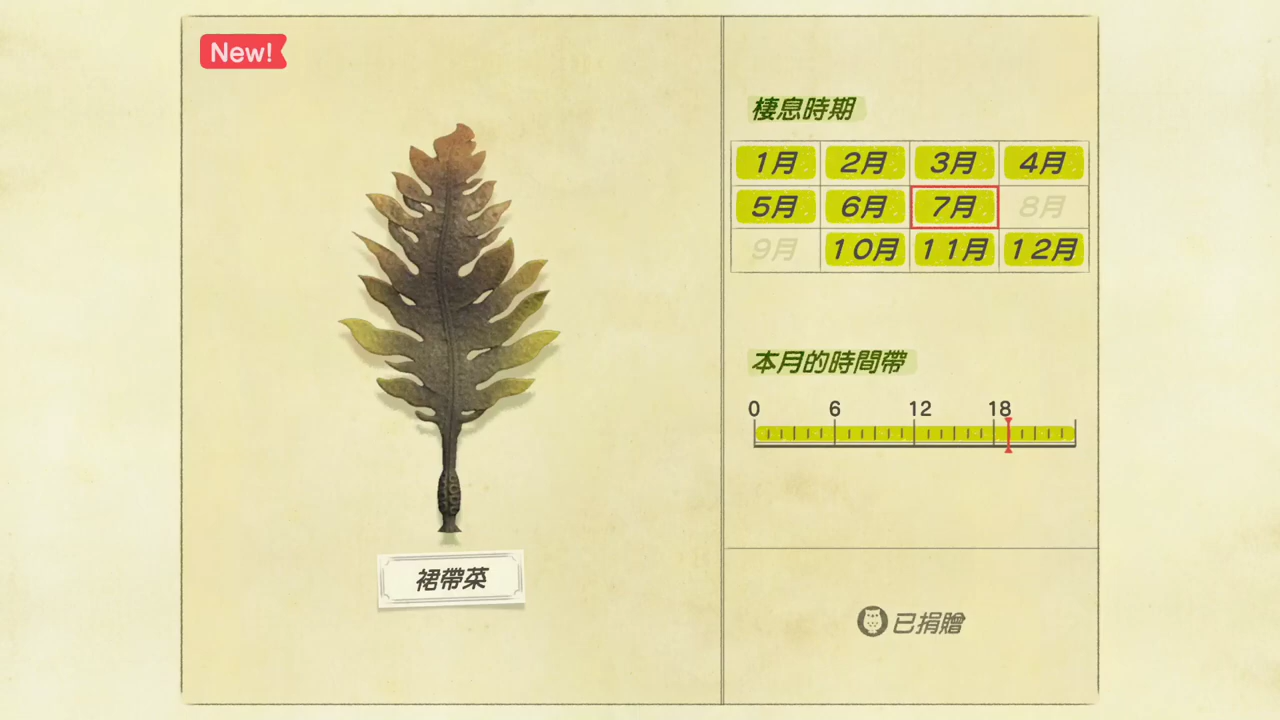 New!
裙帶菜
棲息時期
1月 2月 3月 4月
5月 6月 7月 8月
9月 10月 11月 12月
本月的時間帶
0 6 12 18
已捐贈